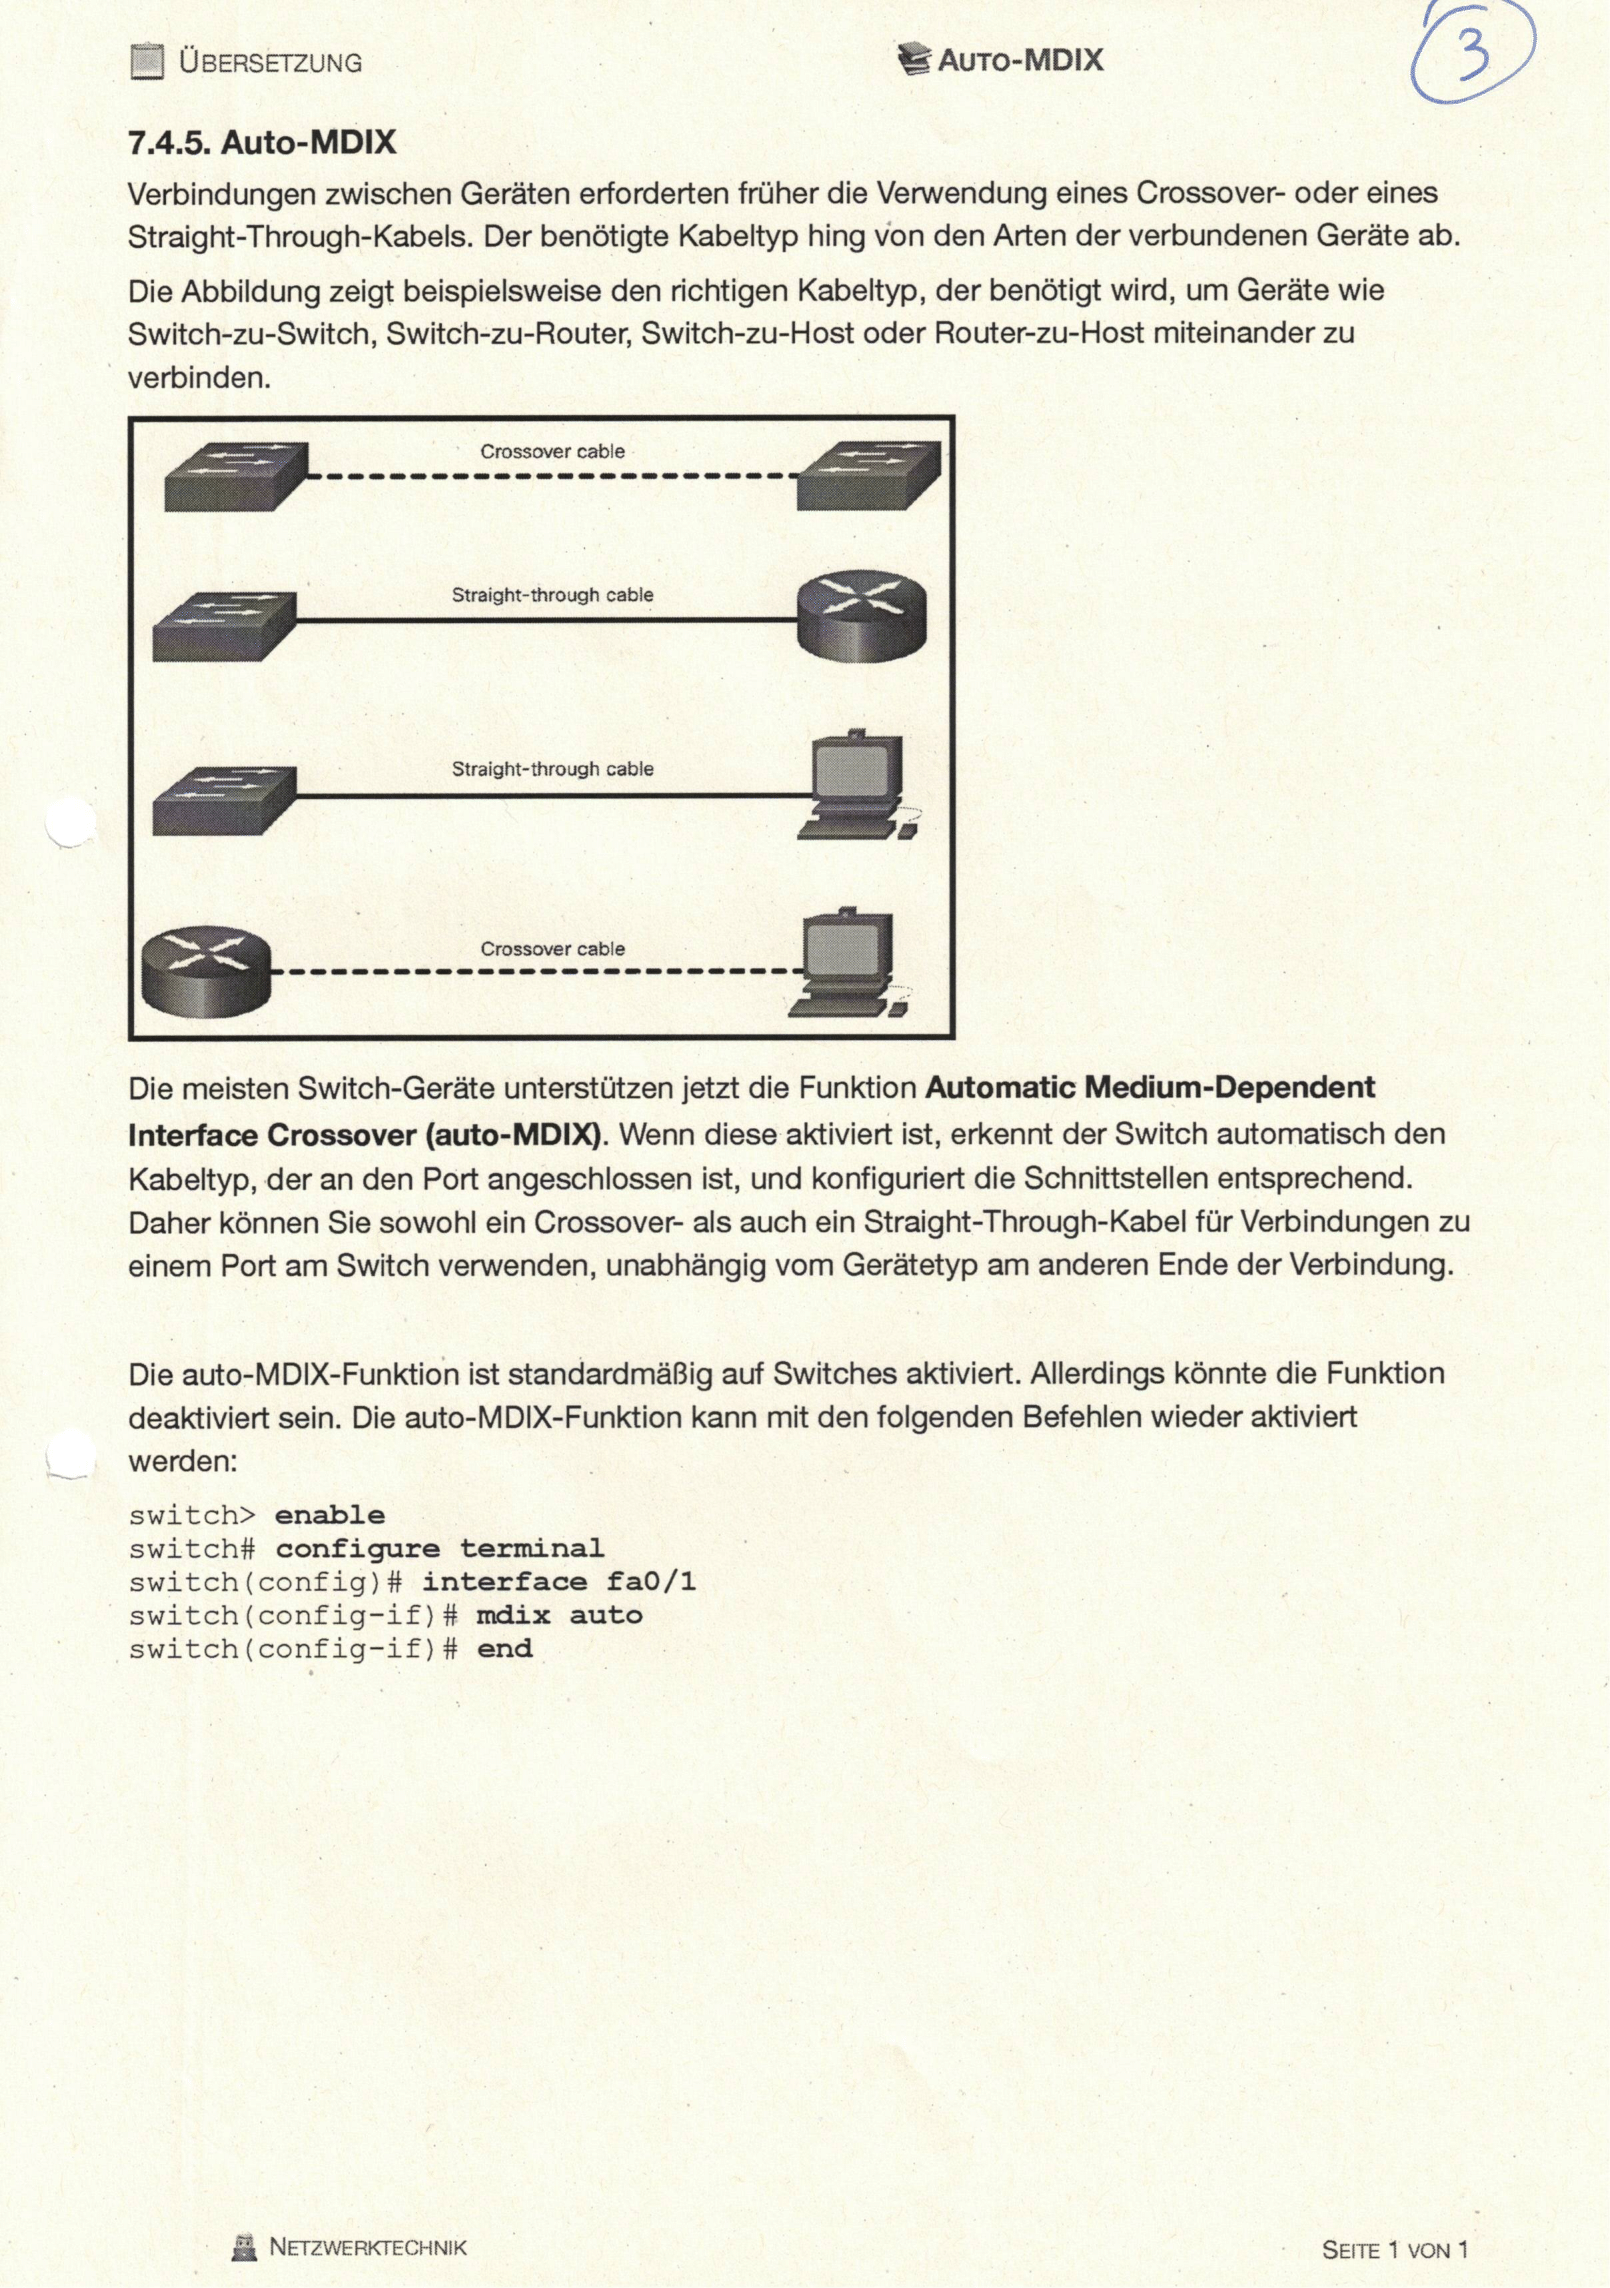 ÜBERSETZUNG
AUTO-MDIX
3
7.4.5. Auto-MDIX
Verbindungen zwischen Geräten erforderten früher die Verwendung eines Crossover- oder eines
Straight-Through-Kabels. Der benötigte Kabeltyp hing von den Arten der verbundenen Geräte ab.
Die Abbildung zeigt beispielsweise den richtigen Kabeltyp, der benötigt wird, um Geräte wie
Switch-zu-Switch, Switch-zu-Router, Switch-zu-Host oder Router-zu-Host miteinander zu
verbinden.
Crossover cable
Straight-through cable
Straight-through cable
Crossover cable
Die meisten Switch-Geräte unterstützen jetzt die Funktion Automatic Medium-Dependent
Interface Crossover (auto-MDIX). Wenn diese aktiviert ist, erkennt der Switch automatisch den
Kabeltyp, der an den Port angeschlossen ist, und konfiguriert die Schnittstellen entsprechend.
Daher können Sie sowohl ein Crossover- als auch ein Straight-Through-Kabel für Verbindungen zu
einem Port am Switch verwenden, unabhängig vom Gerätetyp am anderen Ende der Verbindung.
Die auto-MDIX-Funktion ist standardmäßig auf Switches aktiviert. Allerdings könnte die Funktion
deaktiviert sein. Die auto-MDIX-Funktion kann mit den folgenden Befehlen wieder aktiviert
werden:
switch> enable
switch# configure terminal
switch(config)# interface fa0/1
switch(config-if)# mdix auto
switch(config-if)# end
NETZWERKTECHNIK
SEITE 1 VON 1